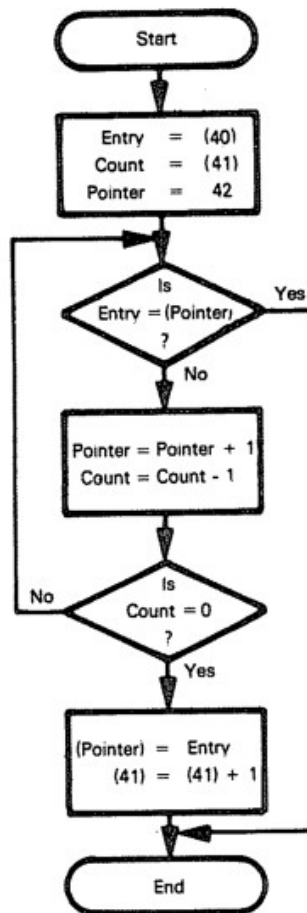 Start
Entry = (40)
Count = (41)
Pointer = 42
Is
Entry = (Pointer)
?
Yes
No
Pointer = Pointer + 1
Count = Count - 1
Is
Count = 0
?
No
Yes
(Pointer) = Entry
(41) = (41) + 1
End